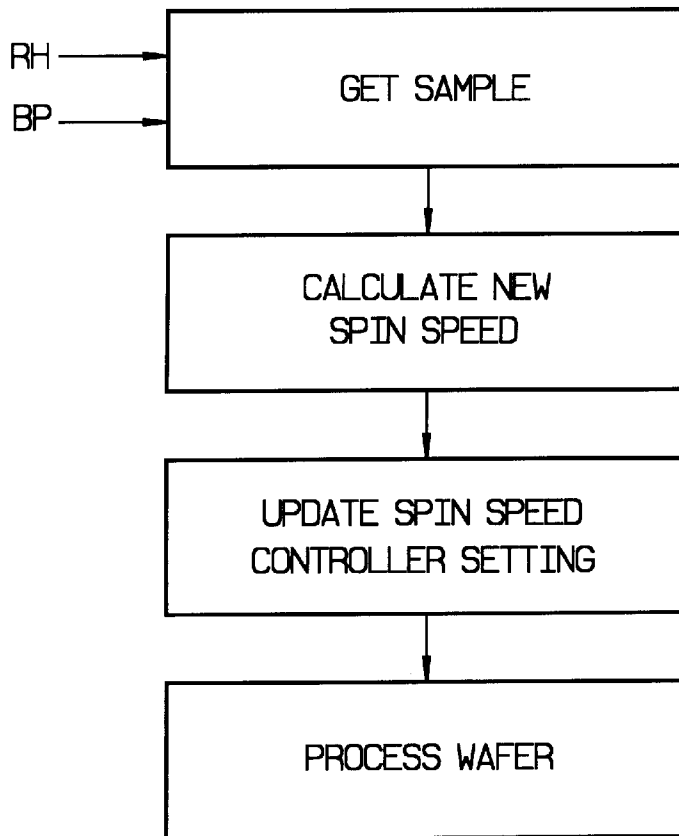 RH
BP
GET SAMPLE
CALCULATE NEW
SPIN SPEED
UPDATE SPIN SPEED
CONTROLLER SETTING
PROCESS WAFER